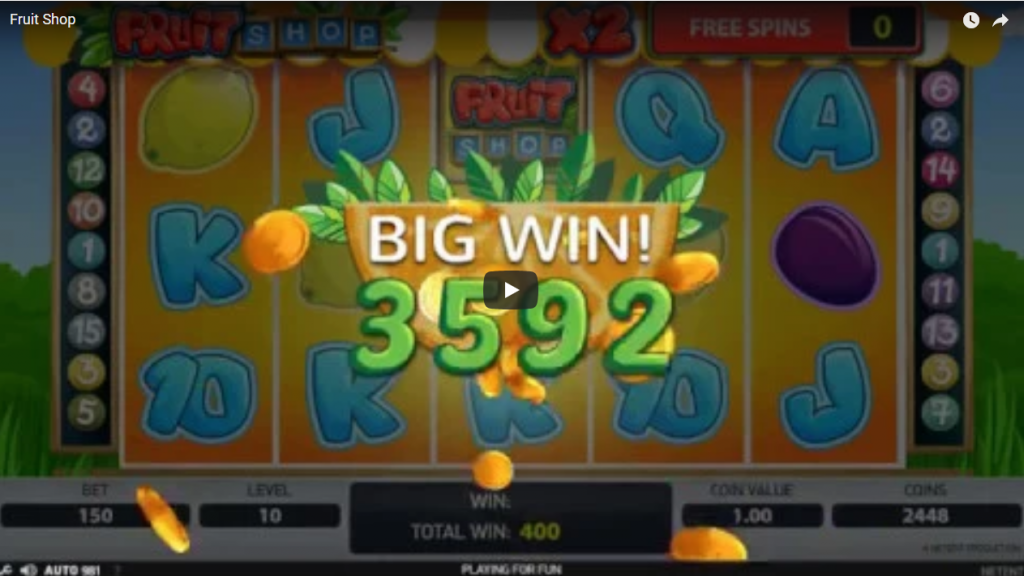 Fruit Shop
FRUIT SHOP
X2
FREE SPINS 0
4
2
12
10
1
8
15
3
5
J
FRUIT
SHOP
Q
A
K
BIG WIN!
3592
10
K
K
10
J
6
2
14
9
1
11
13
3
7
BET
150
LEVEL
10
WIN:
TOTAL WIN: 400
COIN VALUE
1.00
COINS
2448
A NETENT PRODUCTION
AUTO 981
?
PLAYING FOR FUN
NETENT